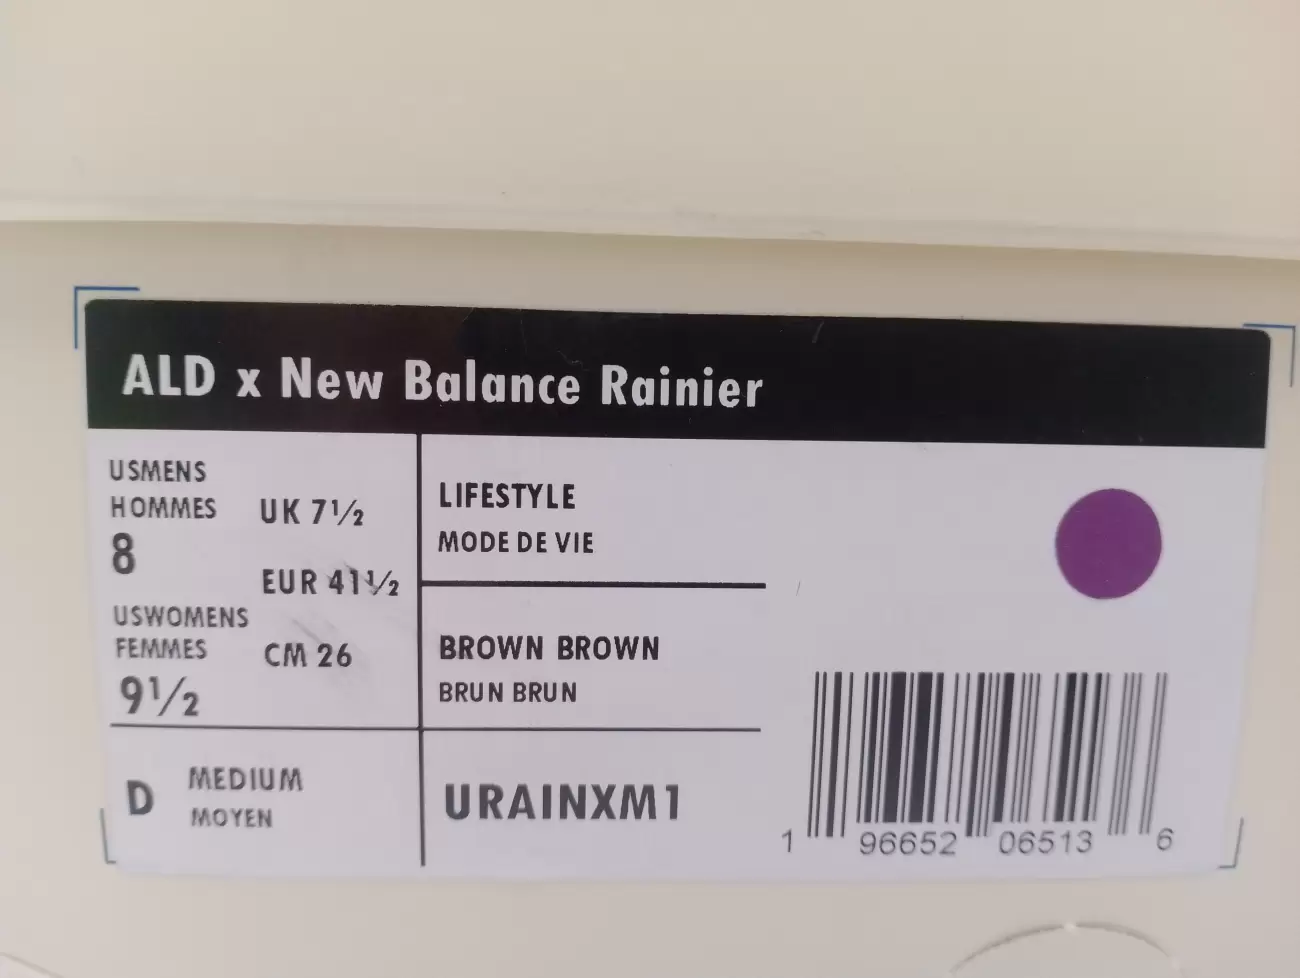 ALD x New Balance Rainier
USMENS
HOMMES
8
UK 7½
EUR 41½
USWOMENS
FEMMES
9½
CM 26
D
MEDIUM
MOYEN
LIFESTYLE
MODE DE VIE
BROWN BROWN
BRUN BRUN
URAINXM1
1 96652 06513 6